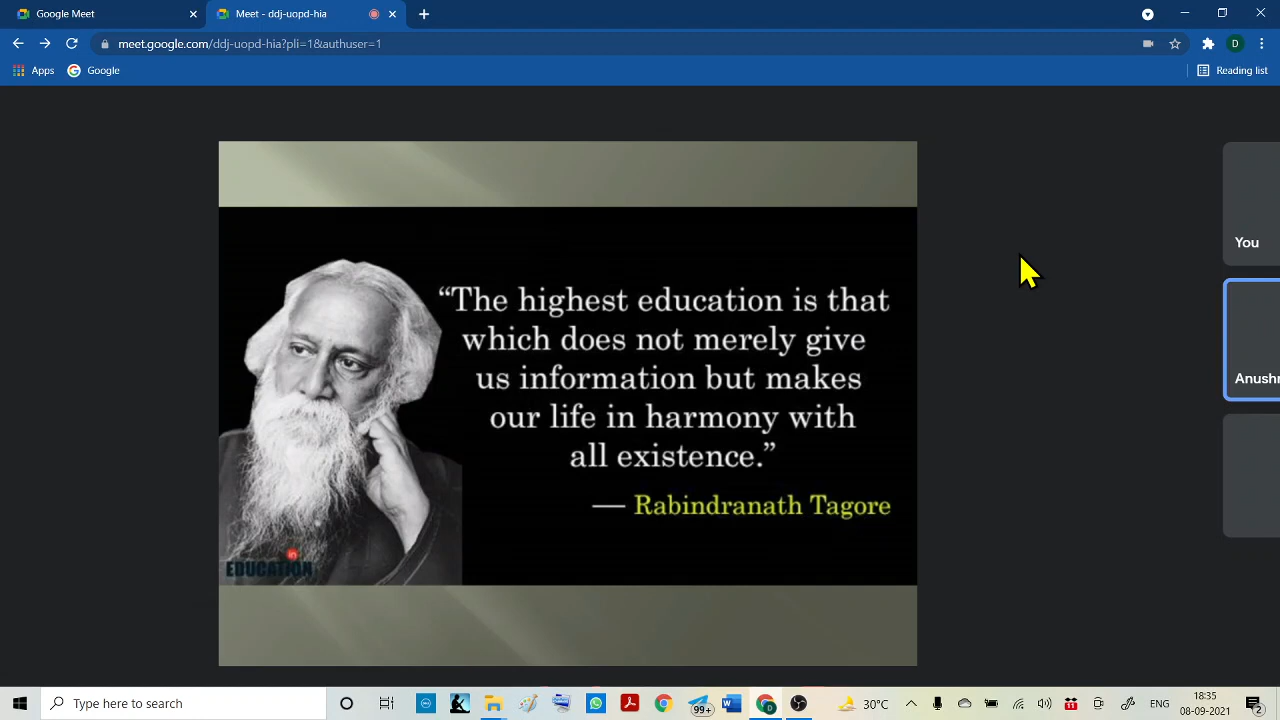 Google Meet
Meet - ddj-uopd-hia
meet.google.com/ddj-uopd-hia?pli=1&authuser=1
D
Apps
Google
Reading list
“The highest education is that
which does not merely give
us information but makes
our life in harmony with
all existence.”
— Rabindranath Tagore
EDUCATION
You
Anushr
Type here to search
99+
D
30°C
ENG
18:35
08-09-2021
2